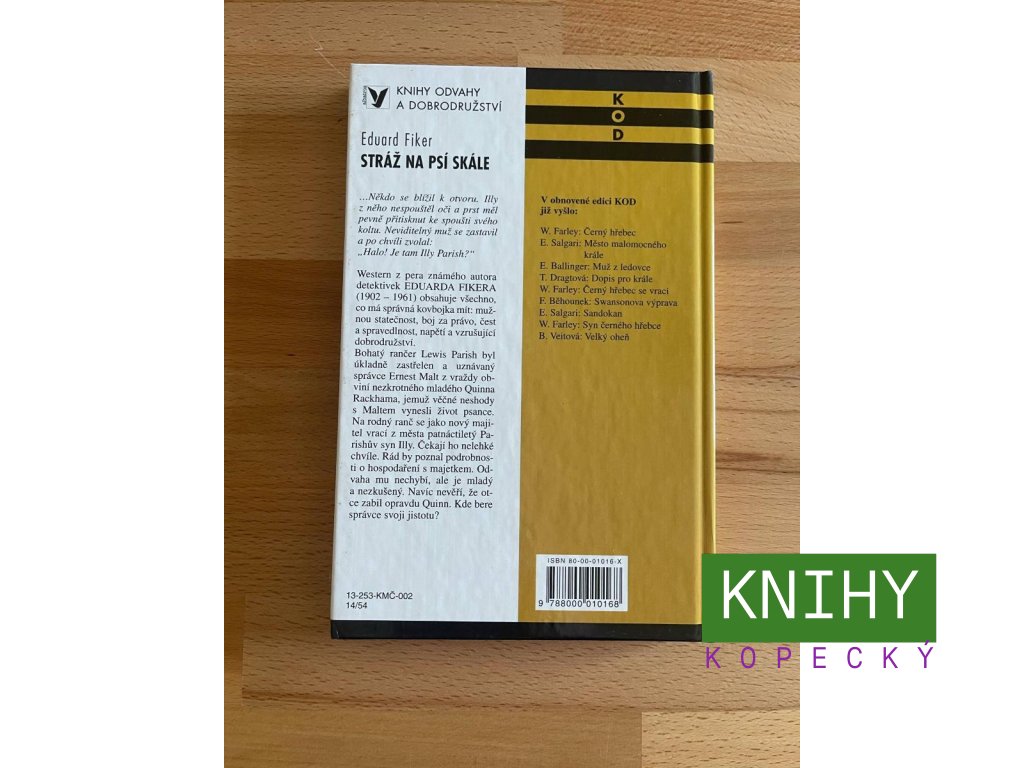 albatros
KNIHY ODVAHY
A DOBRODRUŽSTVÍ
Eduard Fiker
STRÁŽ NA PSÍ SKÁLE
...Někdo se blížil k otvoru. Illy
z něho nespouštěl oči a prst měl
pevně přitisknut ke spoušti svého
koltu. Neviditelný muž se zastavil
a po chvíli zvolal:
„Halo! Je tam Illy Parish?“
Western z pera známého autora
detektivek EDUARDA FIKERA
(1902 – 1961) obsahuje všechno,
co má správná kovbojka mít: muž-
nou statečnost, boj za právo, čest
a spravedlnost, napětí a vzrušující
dobrodružství.
Bohatý rančer Lewis Parish byl
úkladně zastřelen a uznávaný
správce Ernest Malt z vraždy ob-
viní nezkrotného mladého Quinna
Rackhama, jemuž věčné neshody
s Maltem vynesli život psance.
Na rodný ranč se jako nový maji-
tel vrací z města patnáctiletý Pa-
rishův syn Illy. Čekají ho nelehké
chvíle. Rád by poznal podrobnos-
ti o hospodaření s majetkem. Od-
vaha mu nechybí, ale je mladý
a nezkušený. Navíc nevěří, že ot-
ce zabil opravdu Quinn. Kde bere
správce svoji jistotu?
13-253-KMČ-002
14/54
K
O
D
V obnovené edici KOD
již vyšlo:
W. Farley: Černý hřebec
E. Salgari: Město malomocného
krále
E. Ballinger: Muž z ledovce
T. Dragtová: Dopis pro krále
W. Farley: Černý hřebec se vrací
F. Běhounek: Swansonova výprava
E. Salgari: Sandokan
W. Farley: Syn černého hřebce
B. Veitová: Velký oheň
ISBN 80-00-01016-X
9 788000 010168
KNIHY
KOPECKÝ